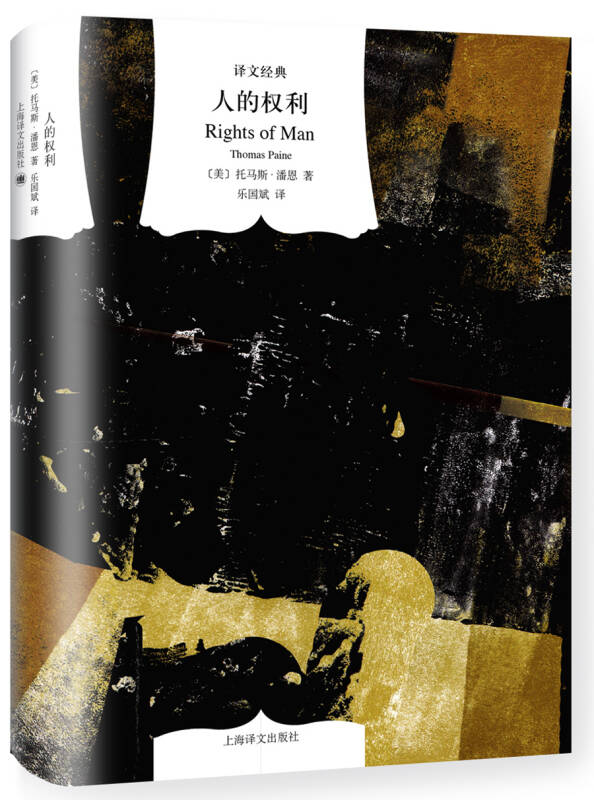 译文经典
人的权利
Rights of Man
Thomas Paine
〔美〕托马斯·潘恩 著
乐国斌 译
上海译文出版社
人的权利
〔美〕托马斯·潘恩 著 乐国斌 译
上海译文出版社